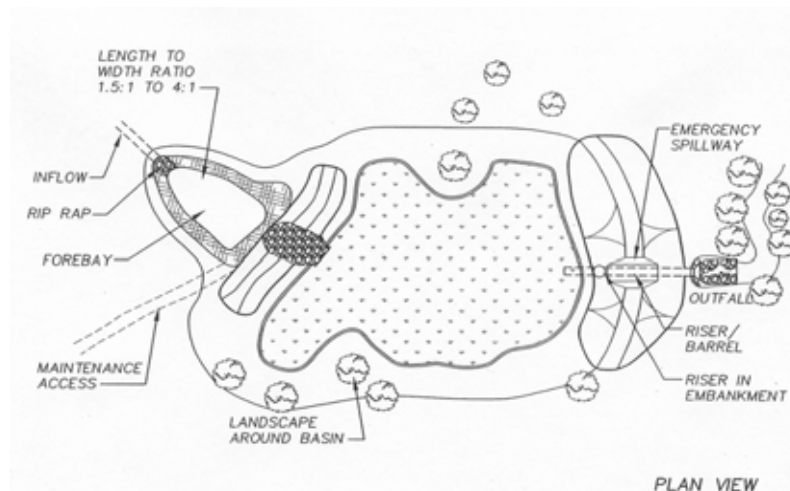 LENGTH TO
WIDTH RATIO
1.5:1 TO 4:1
INFLOW
RIP RAP
FOREBAY
MAINTENANCE
ACCESS
LANDSCAPE
AROUND BASIN
EMERGENCY
SPILLWAY
OUTFALL
RISER/
BARREL
RISER IN
EMBANKMENT
PLAN VIEW